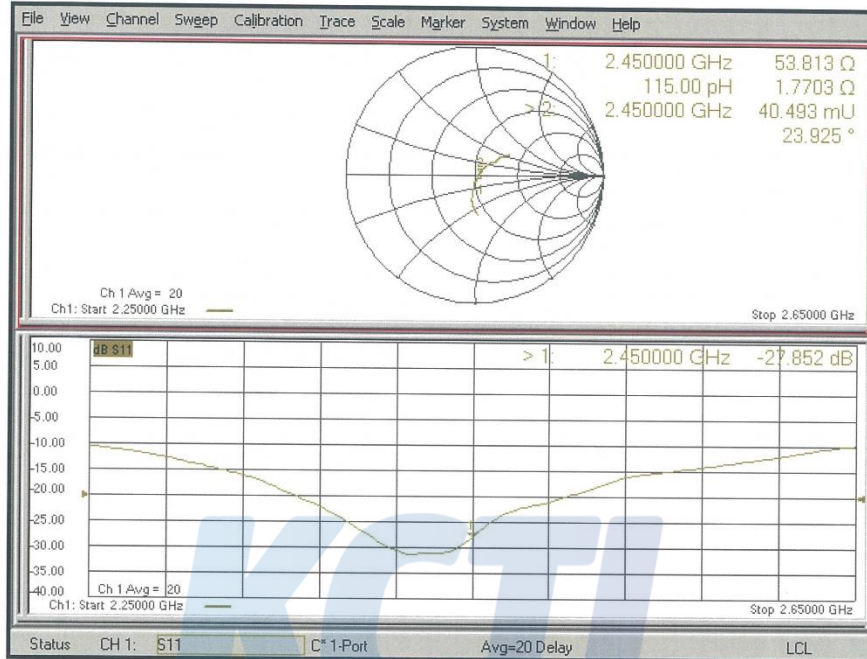 File View Channel Sweep Calibration Trace Scale Marker System Window Help
1: 2.450000 GHz 53.813 Ω
115.00 pH 1.7703 Ω
> 2: 2.450000 GHz 40.493 mU
23.925 °
Ch 1 Avg = 20
Ch1: Start 2.25000 GHz
Stop 2.65000 GHz
10.00 dB S11
> 1: 2.450000 GHz -27.852 dB
5.00
0.00
-5.00
-10.00
-15.00
-20.00
-25.00
1
-30.00
-35.00
-40.00
Ch 1 Avg = 20
Ch1: Start 2.25000 GHz
Stop 2.65000 GHz
KCTL
Status CH 1: S11 C* 1-Port Avg=20 Delay LCL